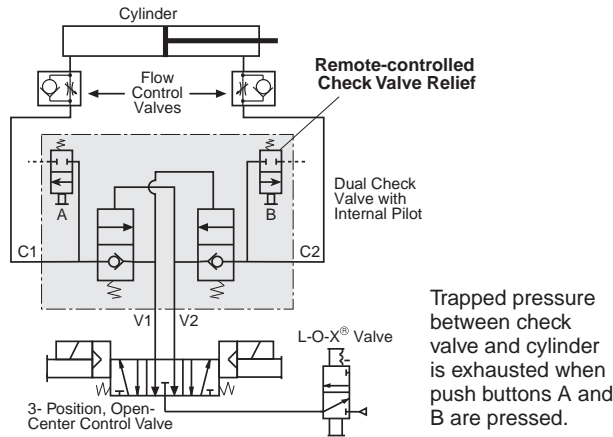 Cylinder
Flow
Control
Valves
Remote-controlled
Check Valve Relief
A
B
Dual Check
Valve with
Internal Pilot
C1
C2
V1
V2
L-O-X® Valve
3- Position, Open-
Center Control Valve
Trapped pressure
between check
valve and cylinder
is exhausted when
push buttons A and
B are pressed.